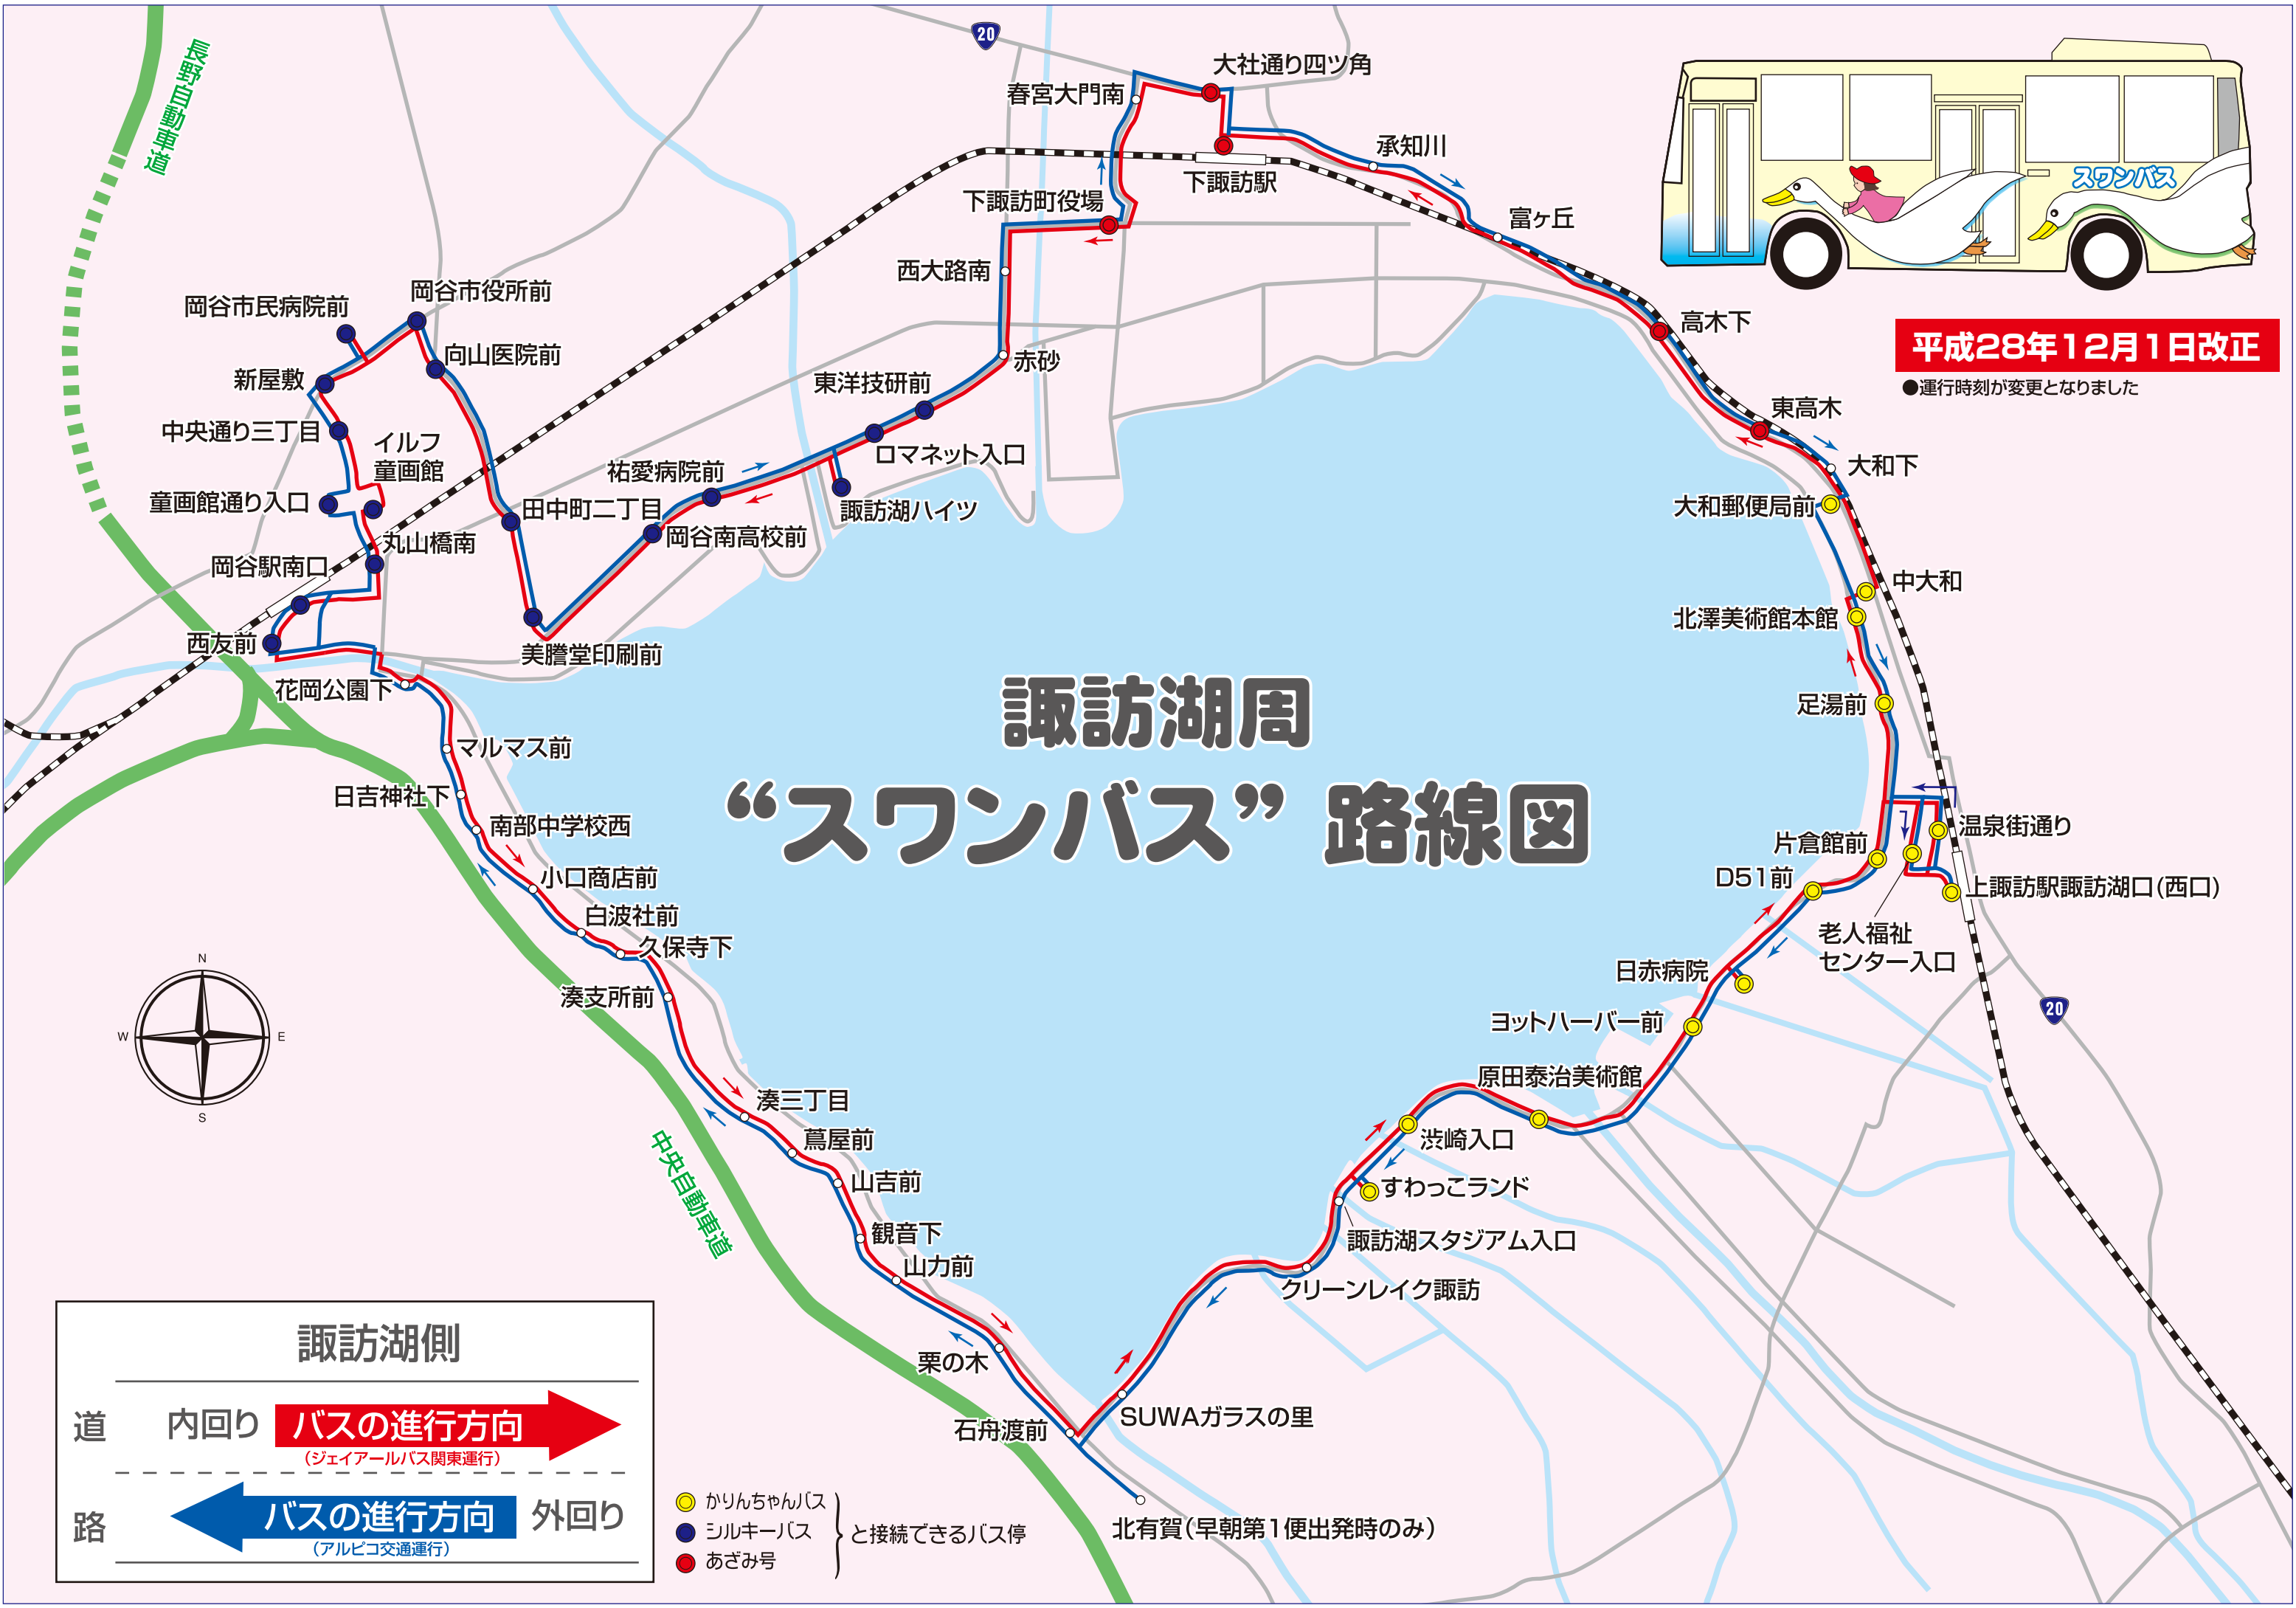 長野自動車道
20
大社通り四ツ角
春宮大門南
承知川
下諏訪駅
下諏訪町役場
富ヶ丘
西大路南
スワンバス
岡谷市民病院前
岡谷市役所前
高木下
平成28年12月1日改正
●運行時刻が変更となりました
向山医院前
赤砂
新屋敷
東洋技研前
東高木
中央通り三丁目
イルフ
童画館
ロマネット入口
大和下
祐愛病院前
童画館通り入口
田中町二丁目
諏訪湖ハイツ
大和郵便局前
丸山橋南
岡谷南高校前
岡谷駅南口
中大和
北澤美術館本館
西友前
美謄堂印刷前
花岡公園下
足湯前
諏訪湖周
“スワンバス” 路線図
マルマス前
日吉神社下
南部中学校西
温泉街通り
片倉館前
小口商店前
D51前
上諏訪駅諏訪湖口(西口)
白波社前
老人福祉
センター入口
久保寺下
日赤病院
湊支所前
20
ヨットハーバー前
N
W
E
S
原田泰治美術館
湊三丁目
蔦屋前
渋崎入口
中央自動車道
山吉前
すわっこランド
観音下
諏訪湖スタジアム入口
山力前
クリーンレイク諏訪
栗の木
石舟渡前
SUWAガラスの里
北有賀(早朝第1便出発時のみ)
諏訪湖側
道
内回り
バスの進行方向
(ジェイアールバス関東運行)
路
バスの進行方向
外回り
(アルピコ交通運行)
かりんちゃんバス
シルキーバス
あざみ号
と接続できるバス停